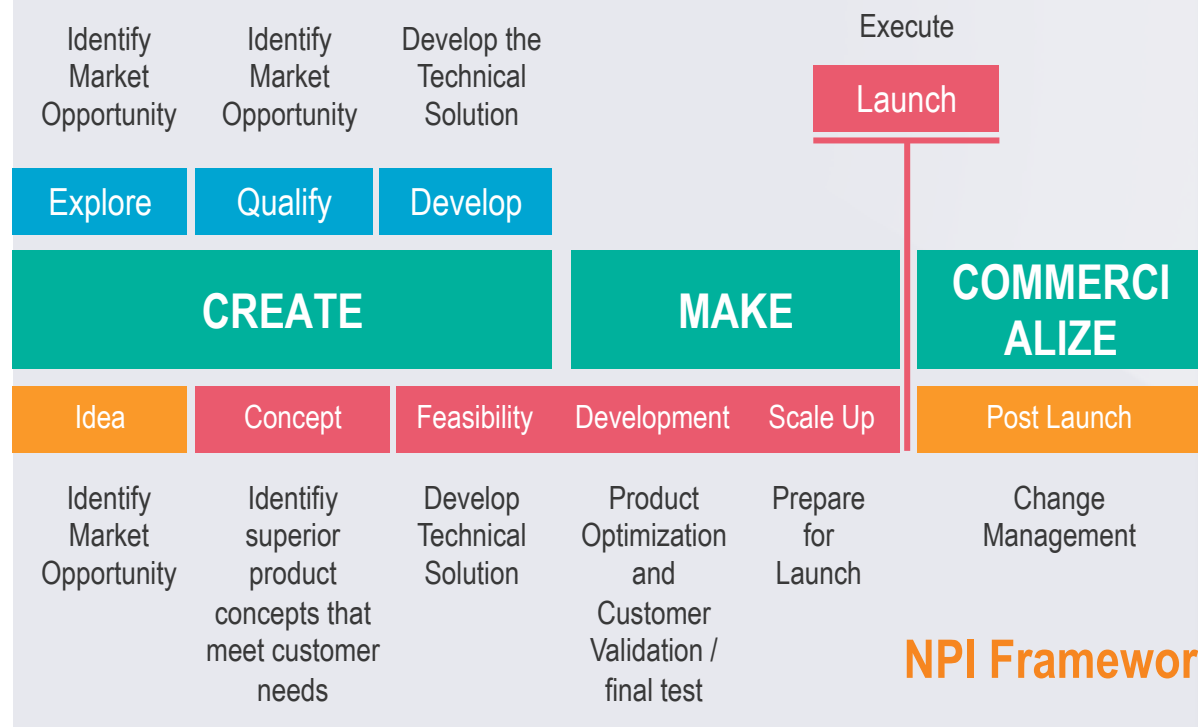 Identify
Market
Opportunity
Identify
Market
Opportunity
Develop the
Technical
Solution
Execute
Launch
Explore
Qualify
Develop
CREATE
MAKE
COMMERCI
ALIZE
Idea
Concept
Feasibility
Development
Scale Up
Post Launch
Identify
Market
Opportunity
Identifiy
superior
product
concepts that
meet customer
needs
Develop
Technical
Solution
Product
Optimization
and
Customer
Validation /
final test
Prepare
for
Launch
Change
Management
NPI Framewor